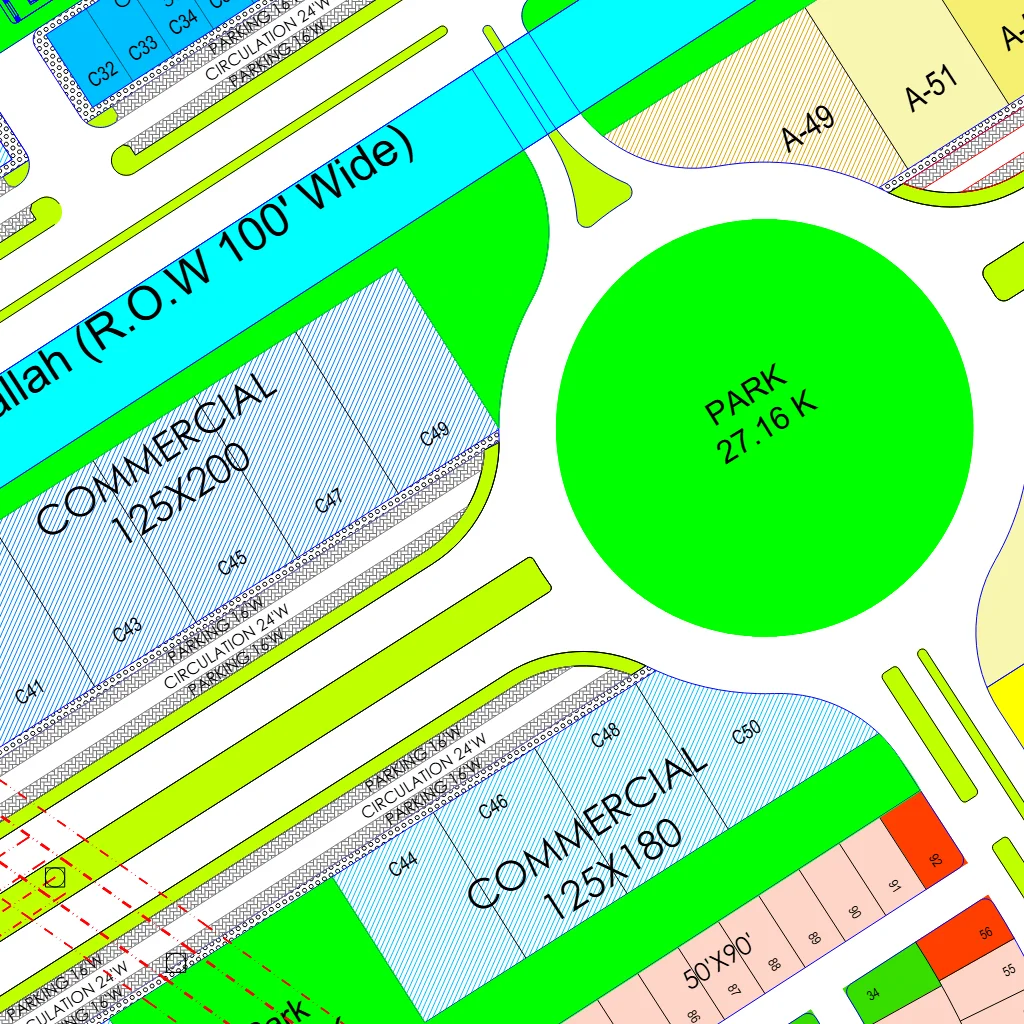 PARKING 16'W
CIRCULATION 24'W
PARKING 16'W
C34
C33
C32
A-51
A-49
(R.O.W 100' Wide)
PARK
27.16 K
COMMERCIAL
125X200
C49
C47
C45
C43
C41
PARKING 16'W
CIRCULATION 24'W
PARKING 16'W
PARKING 16'W
CIRCULATION 24'W
PARKING 16'W
C50
C48
C46
C44
COMMERCIAL
125X180
92
91
90
89
88
87
86
50'X90'
56
55
34
PARKING 16'W
CIRCULATION 24'W